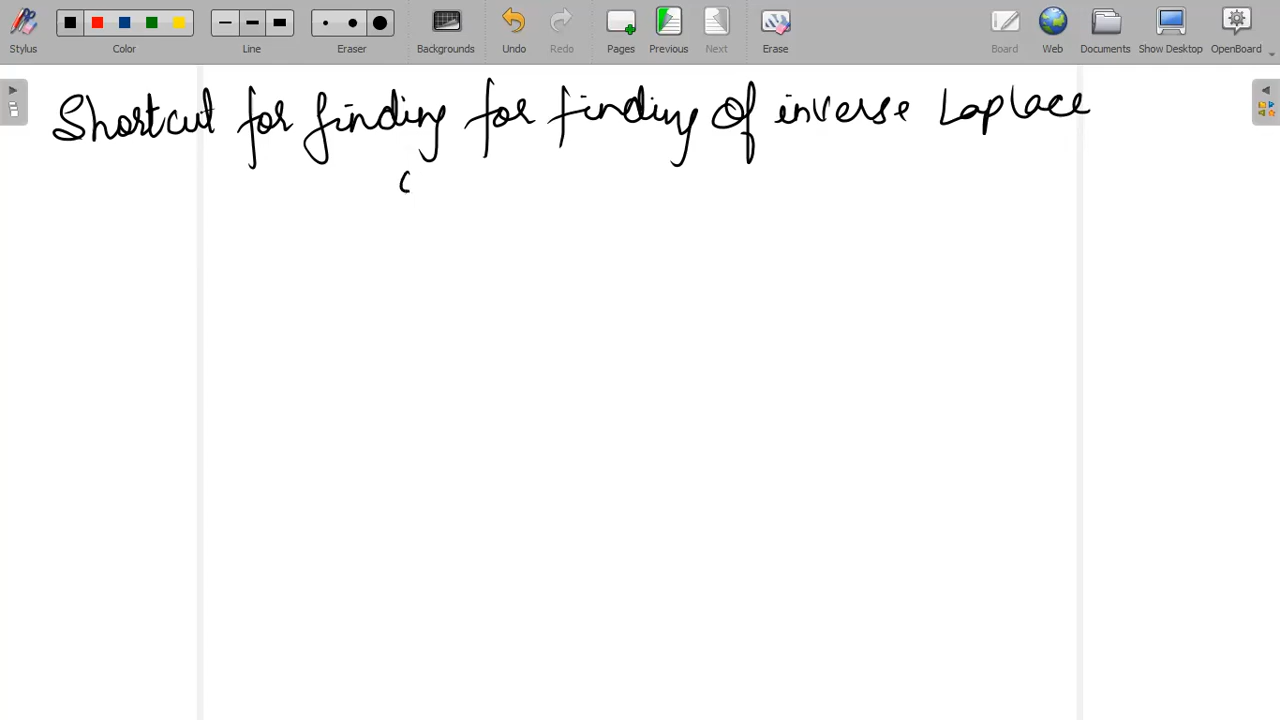 Stylus Color Line Eraser Backgrounds Undo Redo Pages Previous Next Erase Board Web Documents Show Desktop OpenBoard
Shortcut for finding for finding of inverse Laplace
(